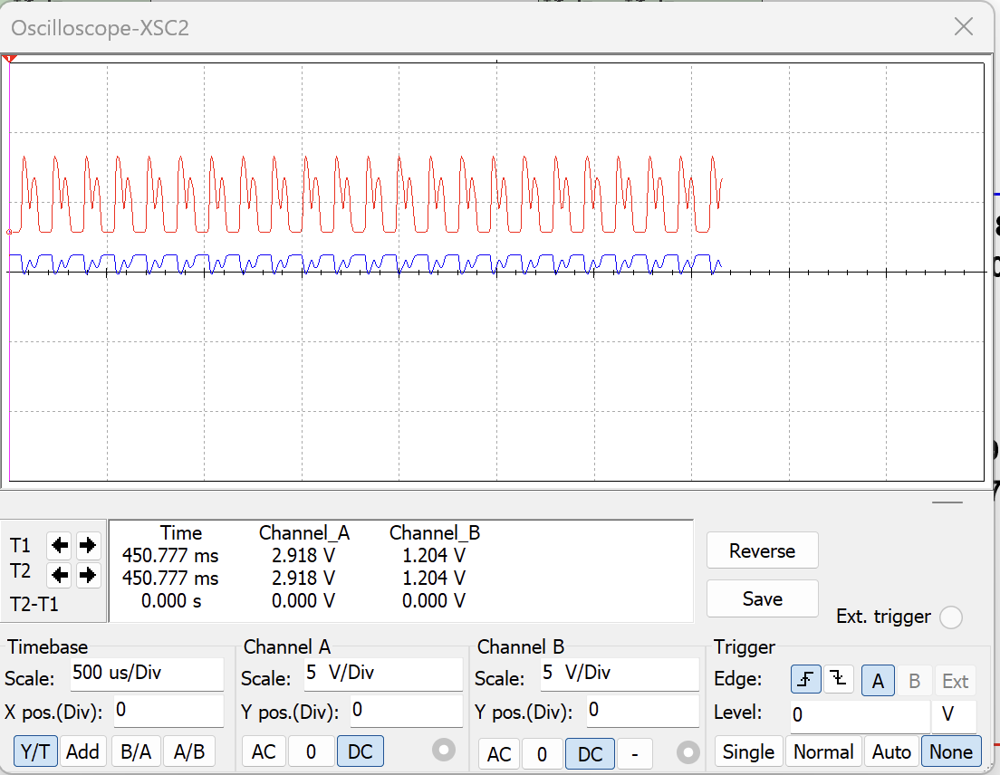 Oscilloscope-XSC2
Time Channel_A Channel_B
T1 450.777 ms 2.918 V 1.204 V
T2 450.777 ms 2.918 V 1.204 V
T2-T1 0.000 s 0.000 V 0.000 V
Reverse
Save
Ext. trigger
Timebase Channel A Channel B Trigger
Scale: 500 us/Div Scale: 5 V/Div Scale: 5 V/Div Edge: A B Ext
X pos.(Div): 0 Y pos.(Div): 0 Y pos.(Div): 0 Level: 0 V
Y/T Add B/A A/B AC 0 DC AC 0 DC - Single Normal Auto None